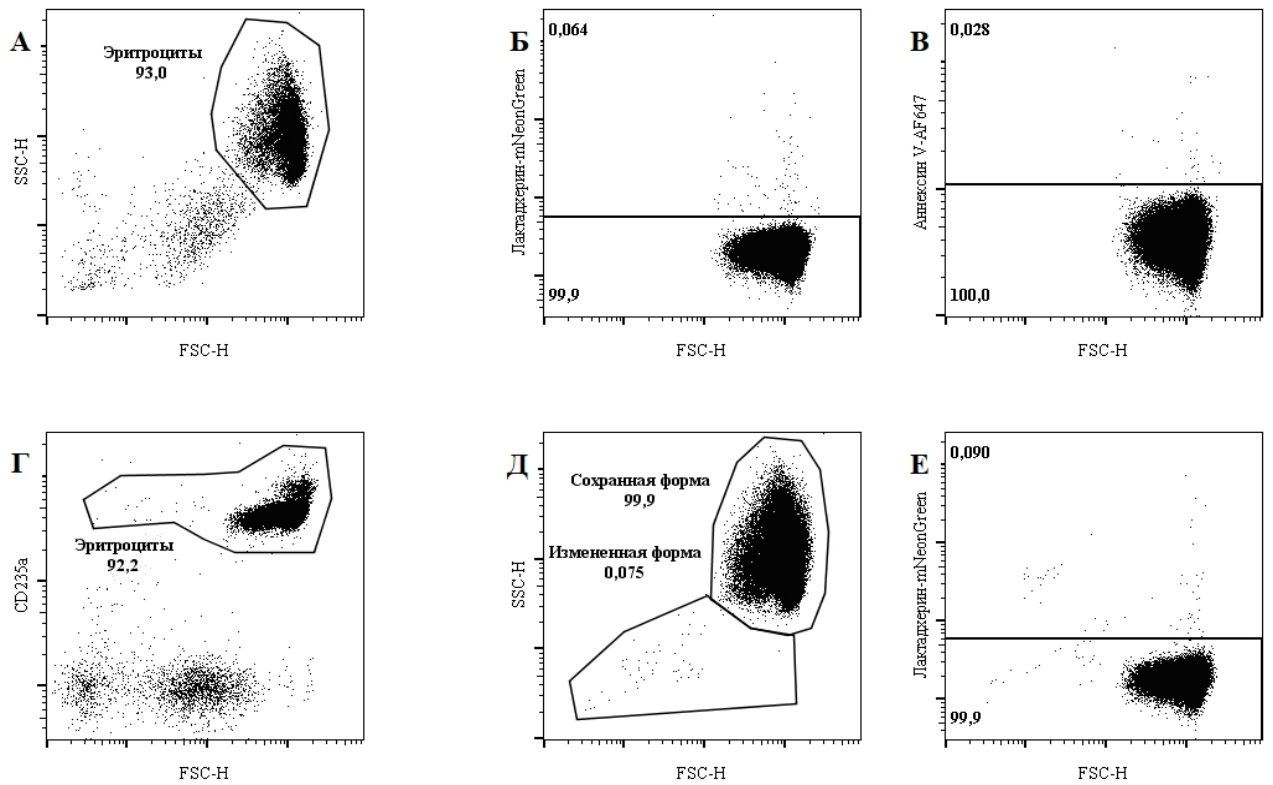 А
Эритроциты
93,0
SSC-H
FSC-H
Б
0,064
Лактадхерин-mNeonGreen
99,9
FSC-H
В
0,028
Аннексин V-AF647
100,0
FSC-H
Г
Эритроциты
92,2
CD235a
FSC-H
Д
Сохранная форма
99,9
Измененная форма
0,075
SSC-H
FSC-H
Е
0,090
Лактадхерин-mNeonGreen
99,9
FSC-H